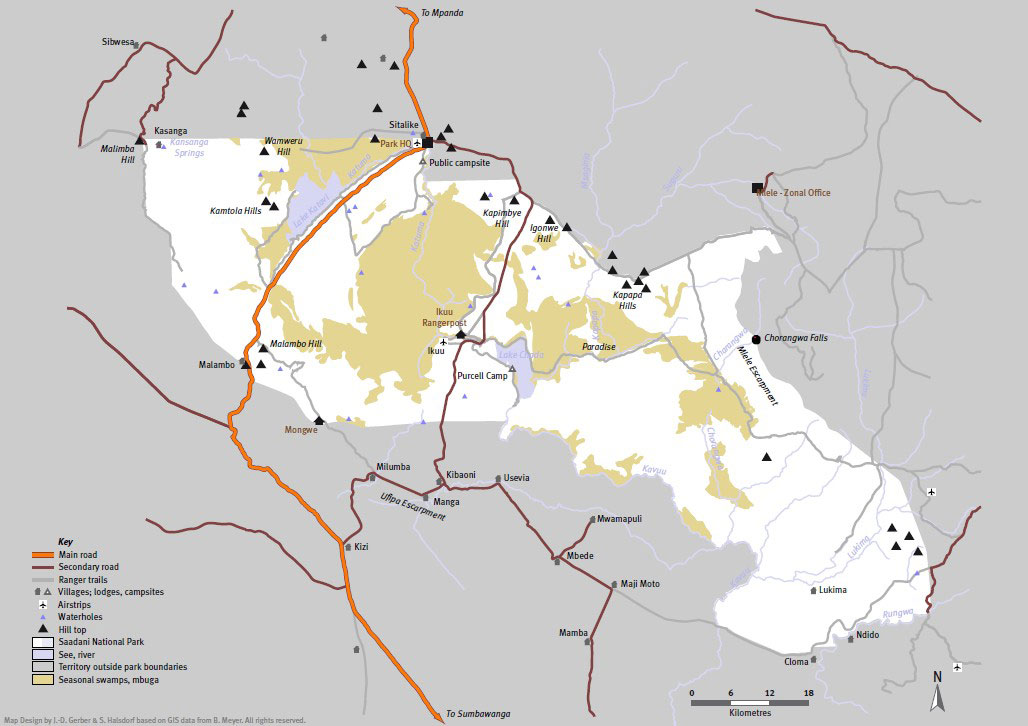 To Mpanda
Sibwesa
Sitalike
Kasanga
Kansanga
Springs
Malimba
Hill
Wamweru
Hill
Park HQ
Katuma
Public campsite
Lake Katavi
Kamtola Hills
Kapimbye
Hill
Igonwe
Hill
Mlele - Zonal Office
Kapapa
Hills
Kapapa
Ikuu
Rangerpost
Ikuu
Lake Chada
Paradise
Chorangwa
Chorangwa Falls
Mlele Escarpment
Malambo Hill
Malambo
Purcell Camp
Mongwe
Milumba
Kibaoni
Usevia
Kavuu
Manga
Ufipa Escarpment
Mwamapuli
Kizi
Mbede
Maji Moto
Lukima
Lukima
Rungwa
Mamba
Ndido
Cloma
To Sumbawanga
Key
Main road
Secondary road
Ranger trails
Villages; lodges, campsites
Airstrips
Waterholes
Hill top
Saadani National Park
See, river
Territory outside park boundaries
Seasonal swamps, mbuga
N
0 6 12 18
Kilometres
Map Design by J.-D. Gerber & S. Halsdorf based on GIS data from B. Meyer. All rights reserved.